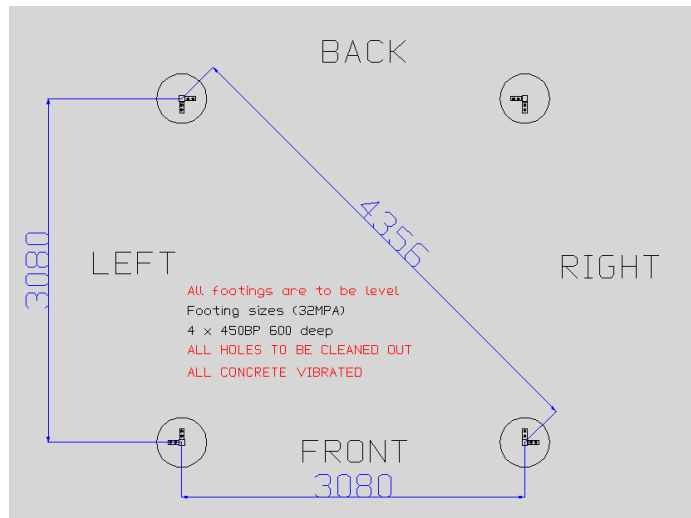 BACK
4356
3080
LEFT
RIGHT
All footings are to be level
Footing sizes (32MPA)
4 x 450BP 600 deep
ALL HOLES TO BE CLEANED OUT
ALL CONCRETE VIBRATED
FRONT
3080